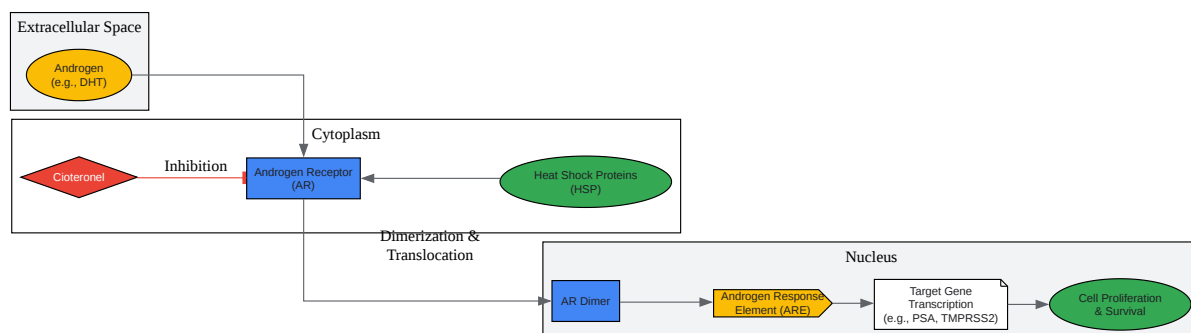 Extracellular Space
Androgen
(e.g., DHT)
Cytoplasm
Cioteronel
Inhibition
Androgen Receptor
(AR)
Heat Shock Proteins
(HSP)
Dimerization &
Translocation
Nucleus
AR Dimer
Androgen Response
Element (ARE)
Target Gene
Transcription
(e.g., PSA, TMPRSS2)
Cell Proliferation
& Survival